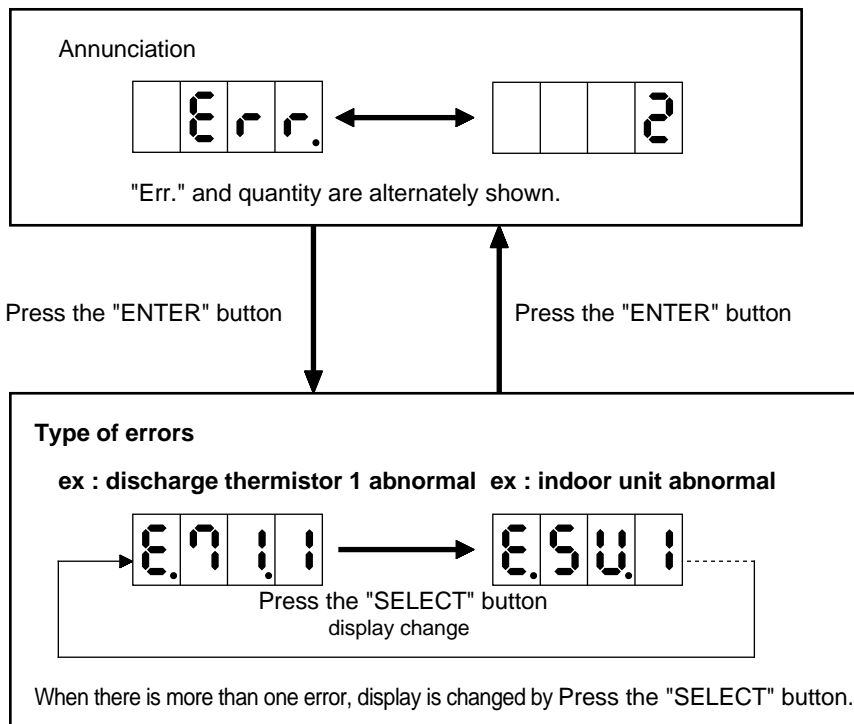 Annunciation
Err. 2
"Err." and quantity are alternately shown.
Press the "ENTER" button Press the "ENTER" button
Type of errors
ex : discharge thermistor 1 abnormal ex : indoor unit abnormal
E.71.1 E.5U.1
Press the "SELECT" button
display change
When there is more than one error, display is changed by Press the "SELECT" button.